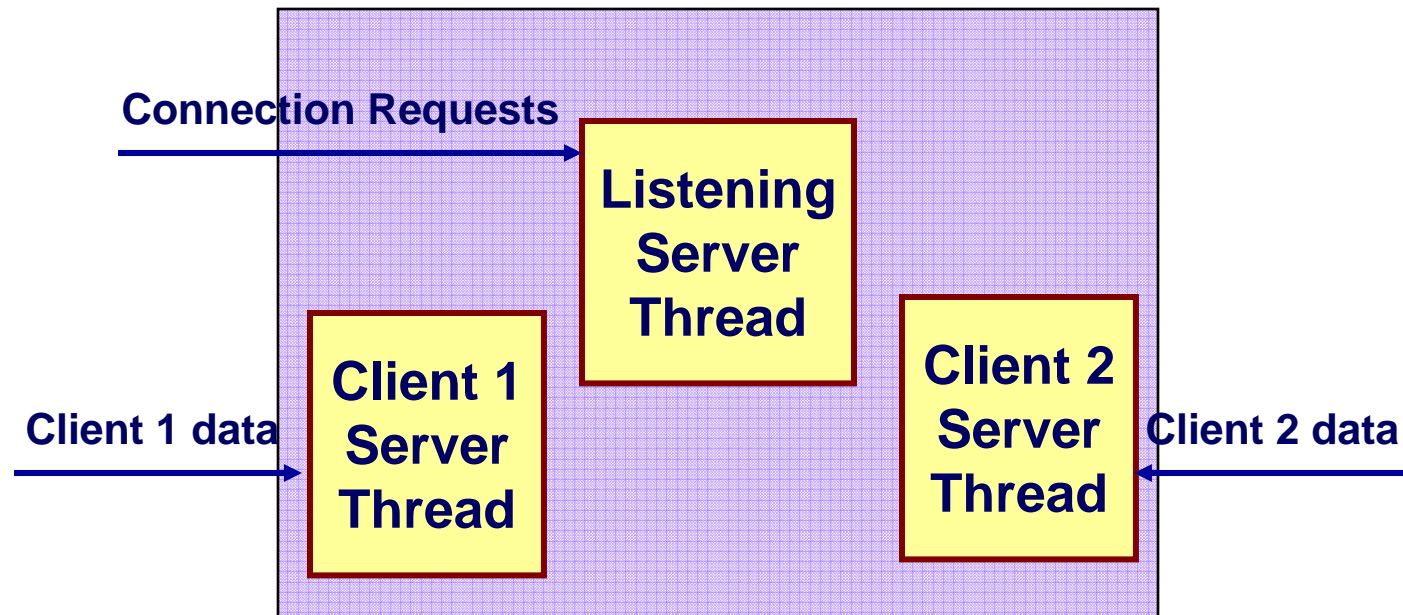 Connection Requests
Listening
Server
Thread
Client 1
Server
Thread
Client 2
Server
Thread
Client 1 data
Client 2 data